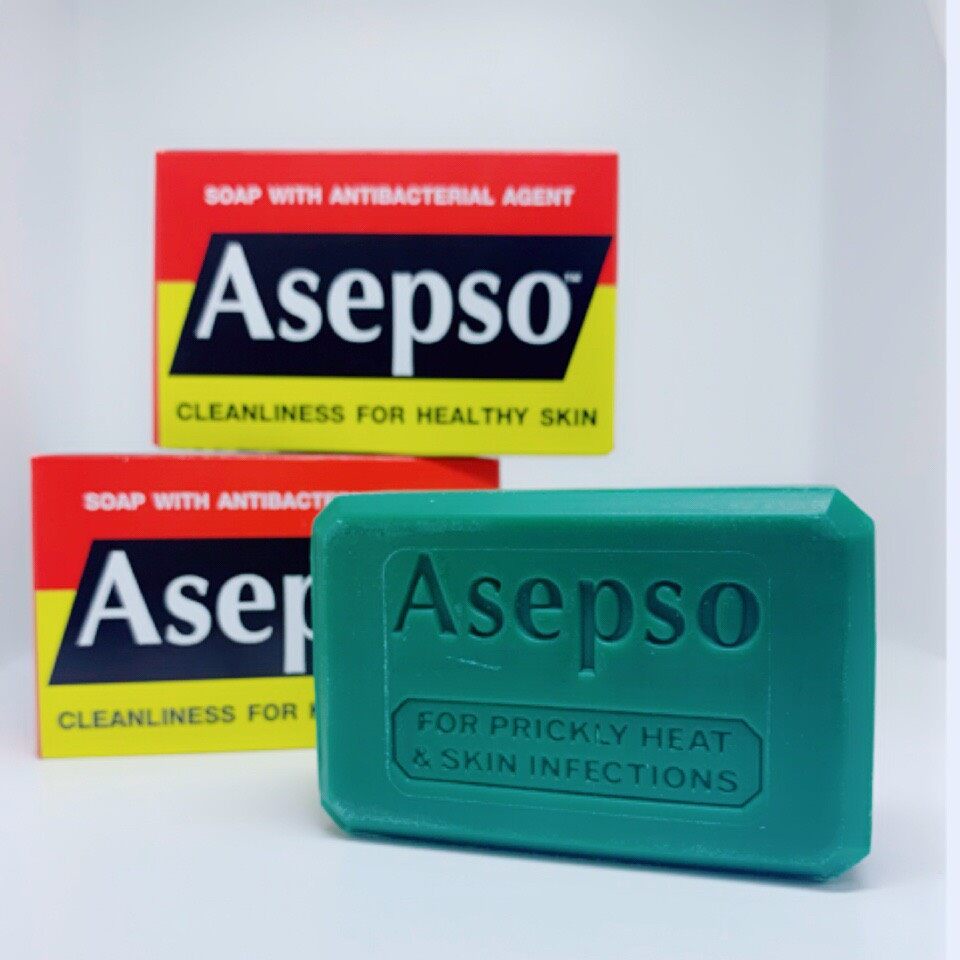 SOAP WITH ANTIBACTERIAL AGENT
Asepso™
CLEANLINESS FOR HEALTHY SKIN
SOAP WITH ANTIBACTE
Asep
CLEANLINESS FOR
Asepso
FOR PRICKLY HEAT
& SKIN INFECTIONS